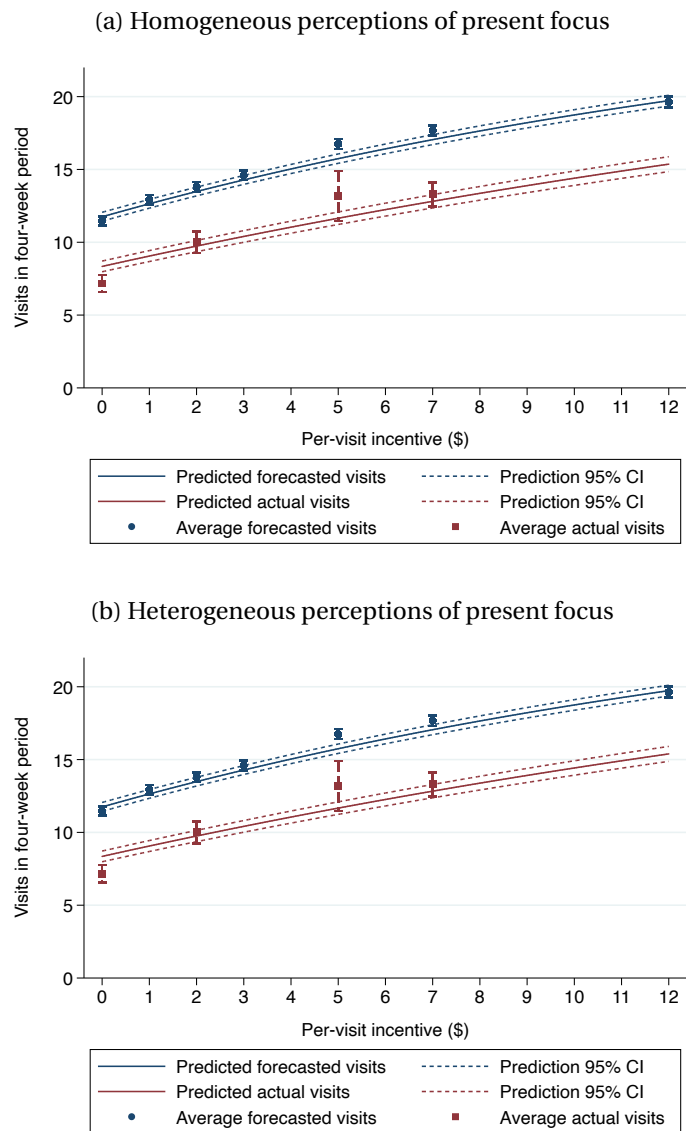 (a) Homogeneous perceptions of present focus
20
15
10
5
0
Visits in four-week period
0 1 2 3 4 5 6 7 8 9 10 11 12
Per-visit incentive ($)
Predicted forecasted visits Prediction 95% CI
Predicted actual visits Prediction 95% CI
Average forecasted visits Average actual visits
(b) Heterogeneous perceptions of present focus
20
15
10
5
0
Visits in four-week period
0 1 2 3 4 5 6 7 8 9 10 11 12
Per-visit incentive ($)
Predicted forecasted visits Prediction 95% CI
Predicted actual visits Prediction 95% CI
Average forecasted visits Average actual visits